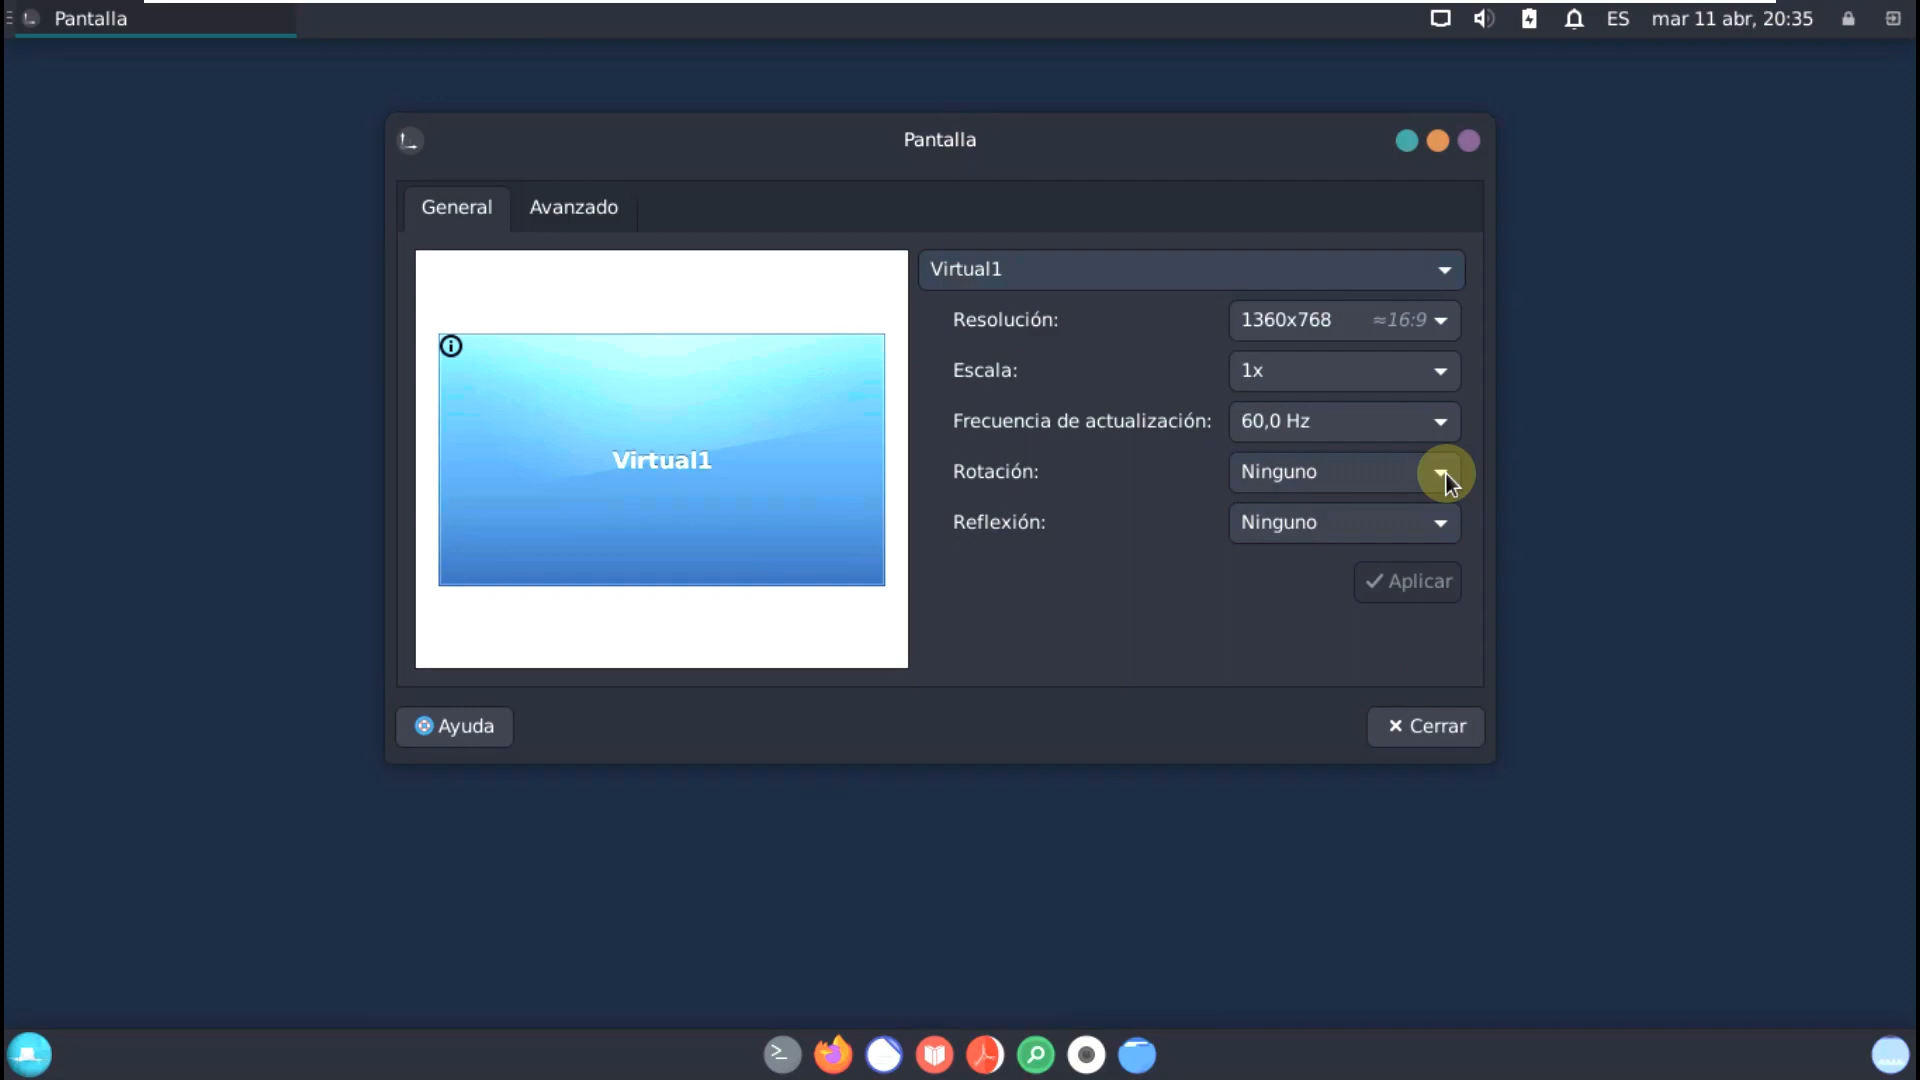 Pantalla
ES mar 11 abr, 20:35
Pantalla
General Avanzado
Virtual1
Virtual1
Resolución: 1360x768 ≈16:9
Escala: 1x
Frecuencia de actualización: 60,0 Hz
Rotación: Ninguno
Reflexión: Ninguno
Aplicar
Ayuda
Cerrar